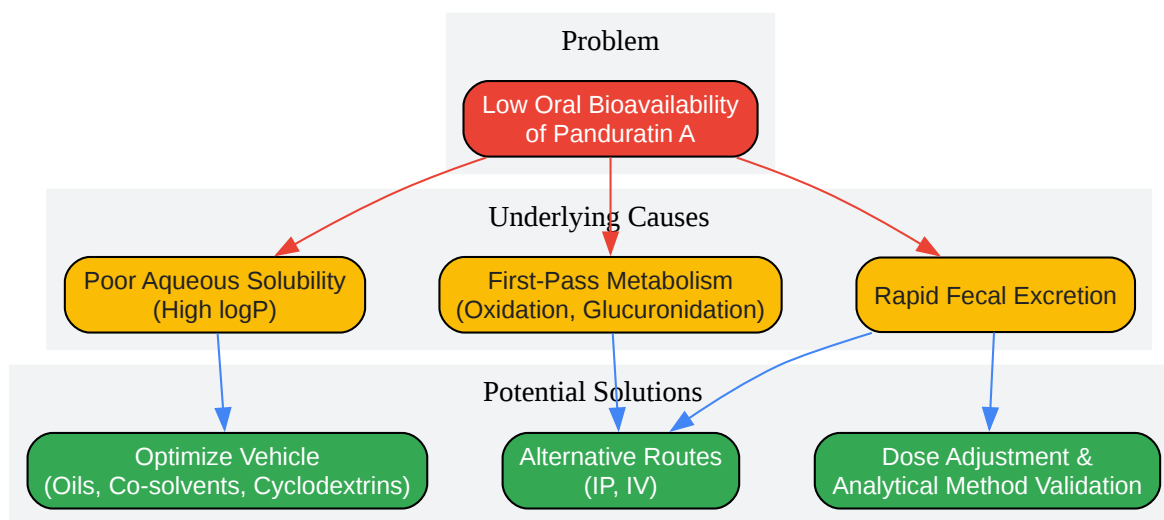 Problem
Low Oral Bioavailability
of Panduratin A
Underlying Causes
Poor Aqueous Solubility
(High logP)
First-Pass Metabolism
(Oxidation, Glucuronidation)
Rapid Fecal Excretion
Potential Solutions
Optimize Vehicle
(Oils, Co-solvents, Cyclodextrins)
Alternative Routes
(IP, IV)
Dose Adjustment &
Analytical Method Validation